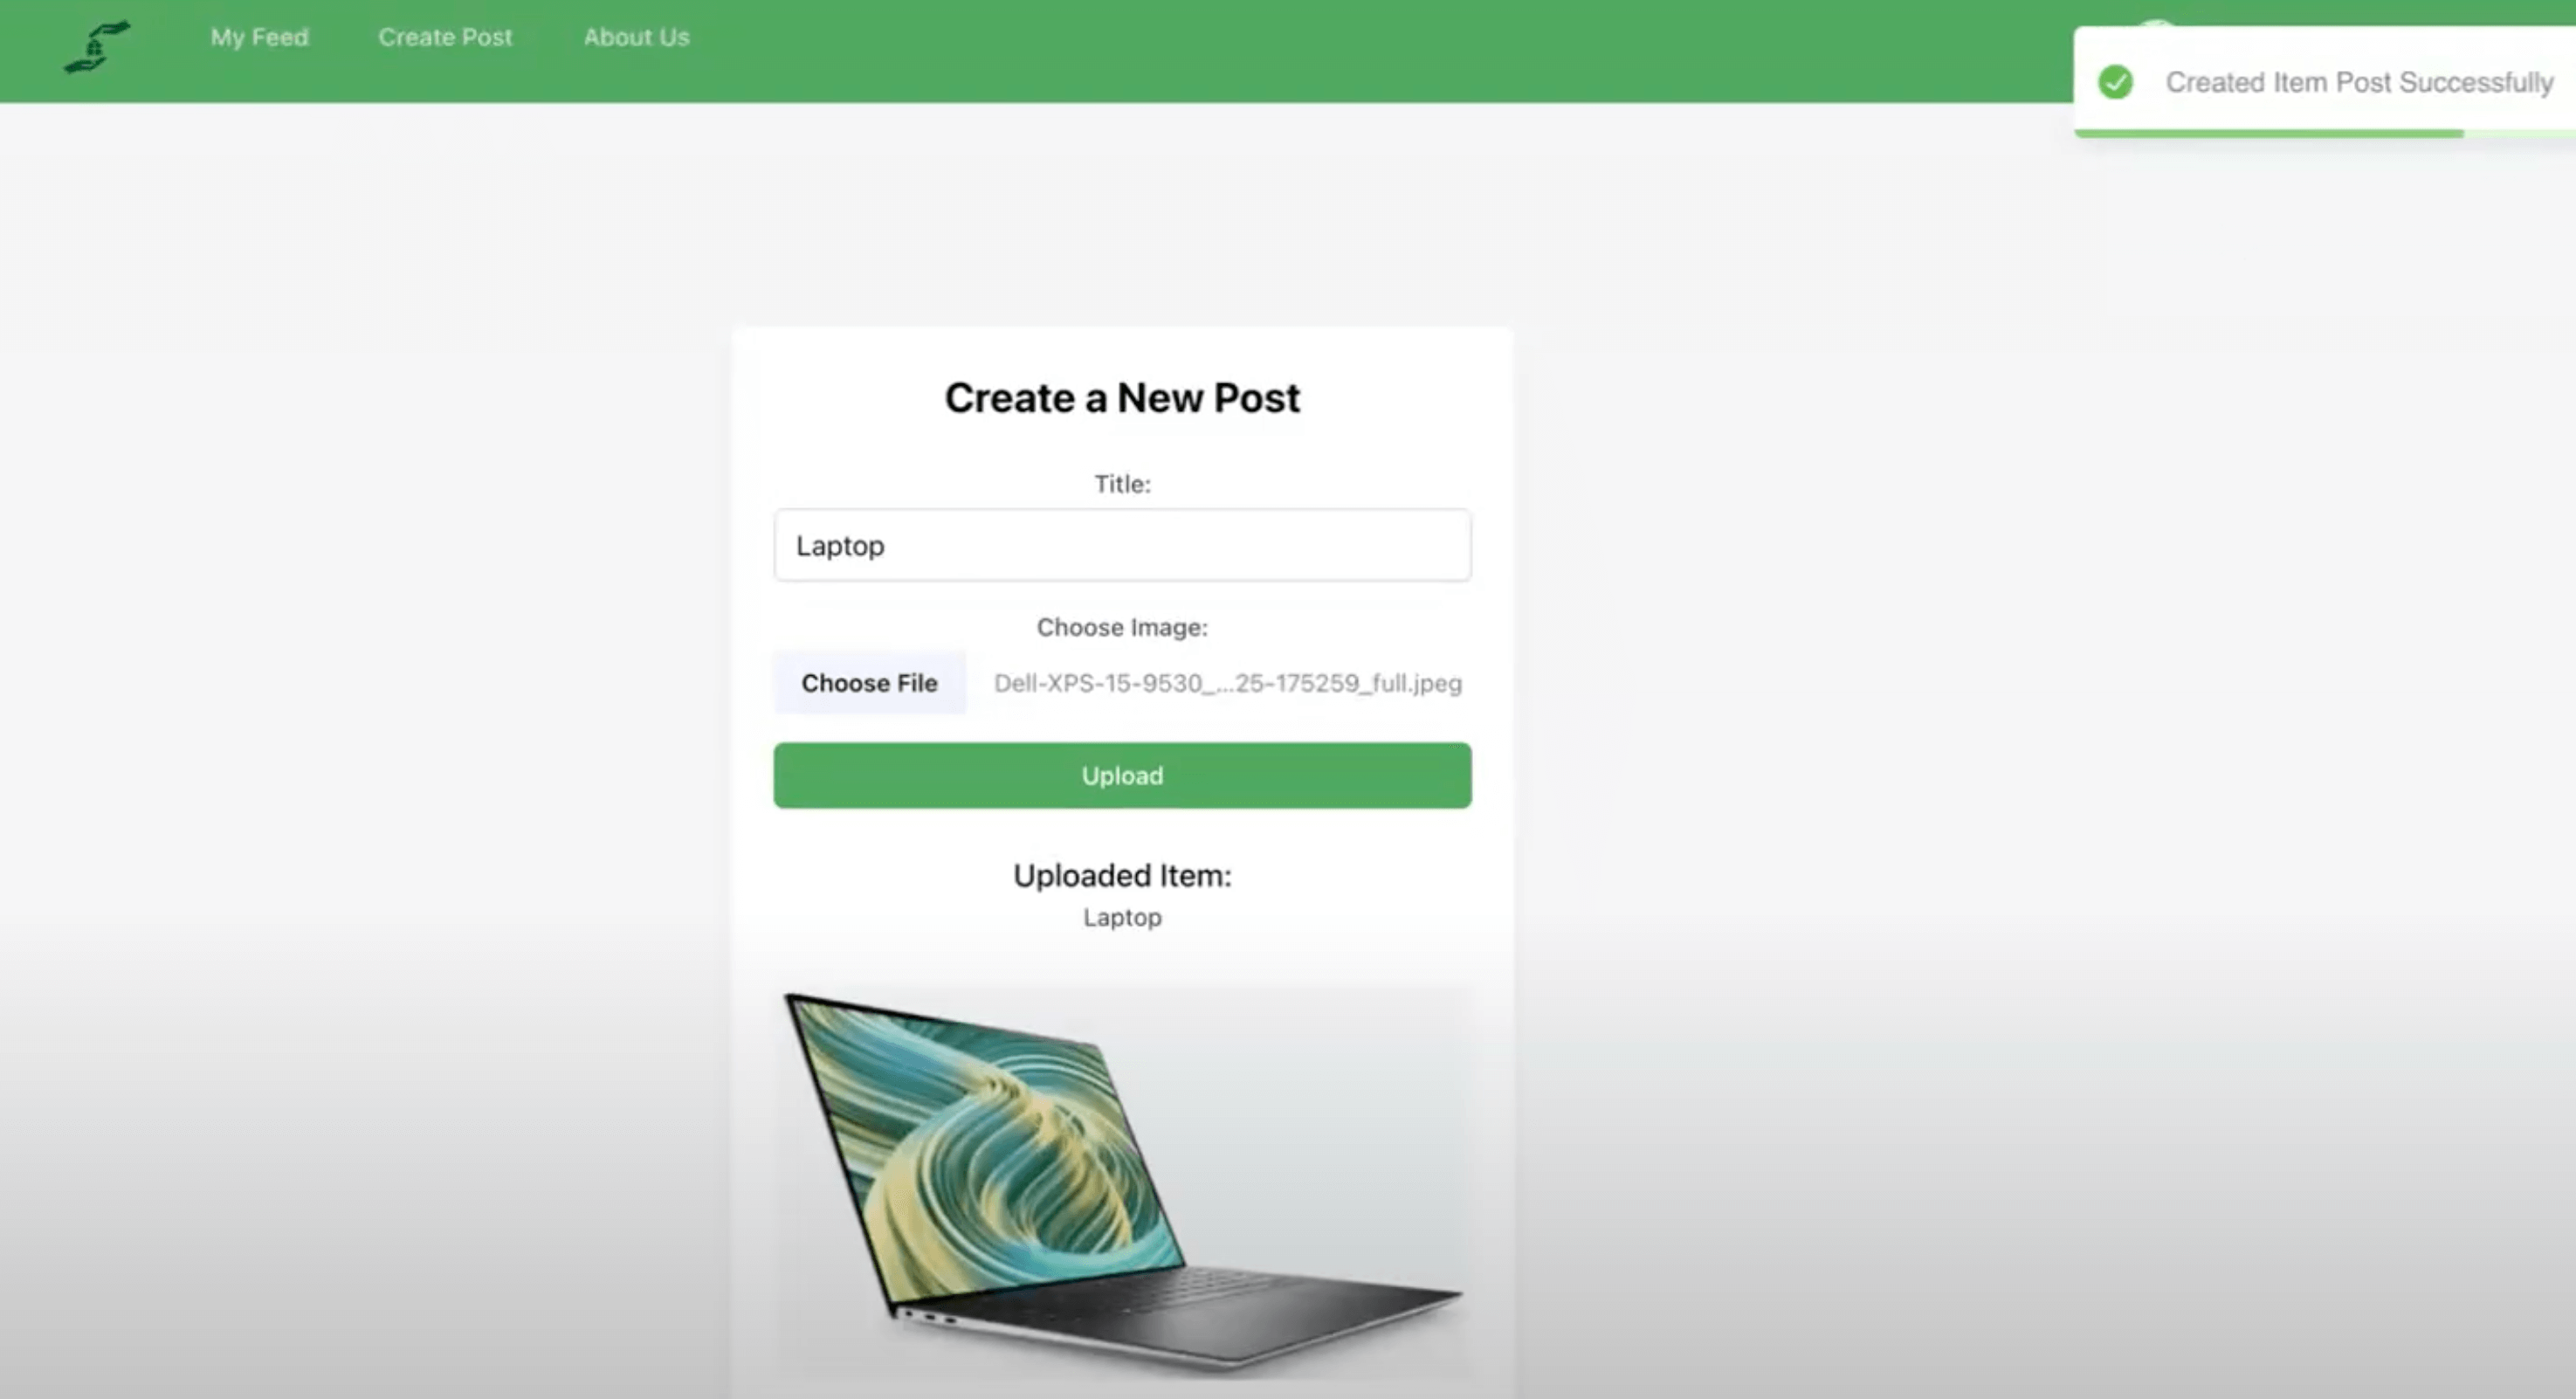 My Feed
Create Post
About Us
Created Item Post Successfully
Create a New Post
Title:
Laptop
Choose Image:
Choose File
Dell-XPS-15-9530_...25-175259_full.jpeg
Upload
Uploaded Item:
Laptop